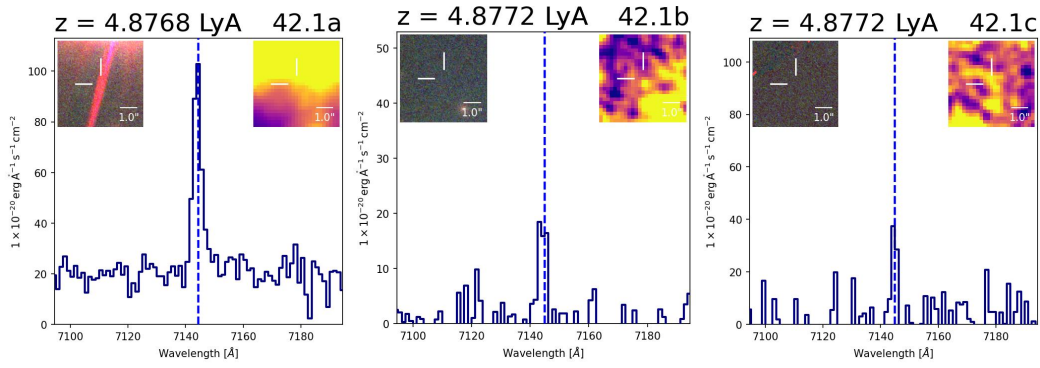 z = 4.8768 LyA 42.1a
1.0"
1.0"
100
80
60
40
20
0
1 × 10⁻²⁰ erg Å⁻¹ s⁻¹ cm⁻²
7100 7120 7140 7160 7180
Wavelength [Å]
z = 4.8772 LyA 42.1b
1.0"
1.0"
50
40
30
20
10
0
1 × 10⁻²⁰ erg Å⁻¹ s⁻¹ cm⁻²
7100 7120 7140 7160 7180
Wavelength [Å]
z = 4.8772 LyA 42.1c
1.0"
1.0"
100
80
60
40
20
0
1 × 10⁻²⁰ erg Å⁻¹ s⁻¹ cm⁻²
7100 7120 7140 7160 7180
Wavelength [Å]